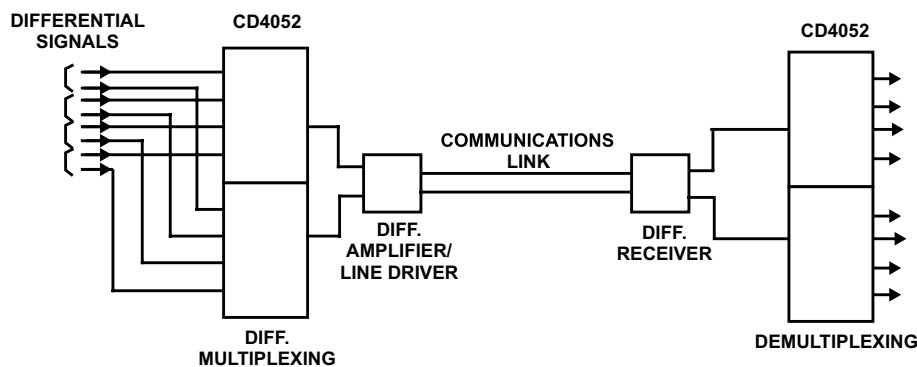 DIFFERENTIAL
SIGNALS
CD4052
CD4052
COMMUNICATIONS
LINK
DIFF.
AMPLIFIER/
LINE DRIVER
DIFF.
RECEIVER
DIFF.
MULTIPLEXING
DEMULTIPLEXING